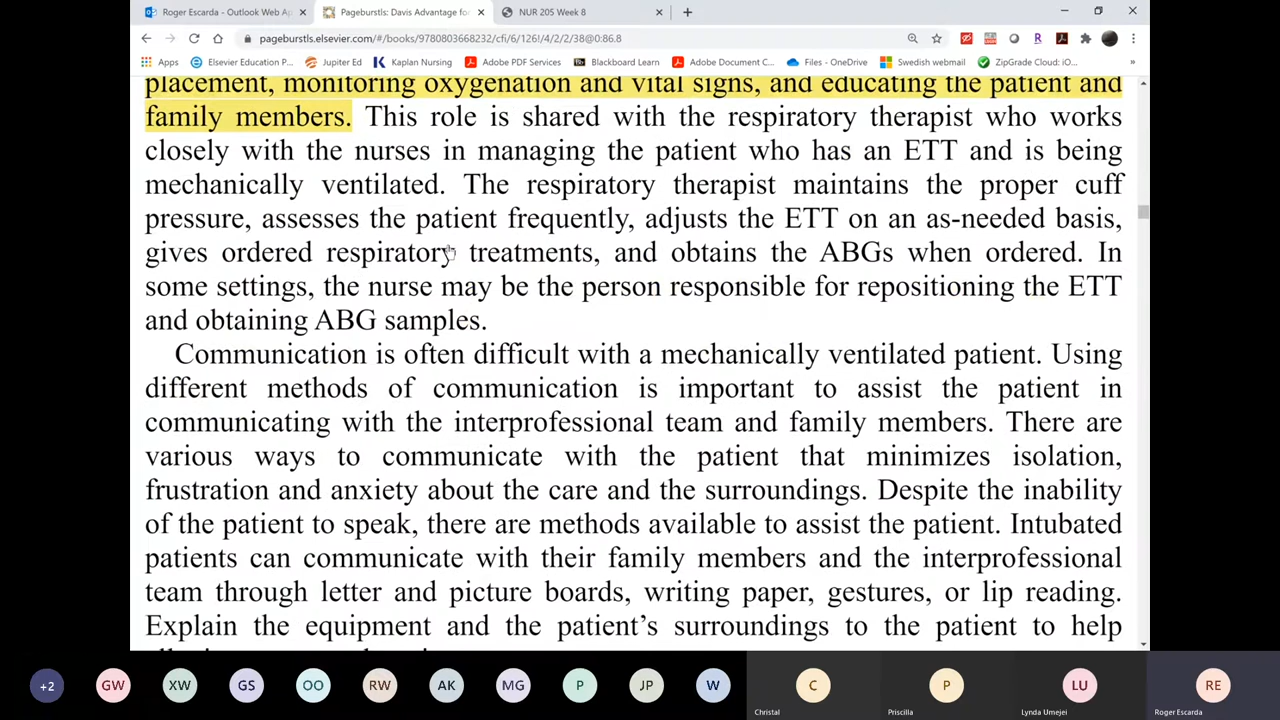 Roger Escarda - Outlook Web Ap
Pageburstls: Davis Advantage fo
NUR 205 Week 8
pageburstls.elsevier.com/#/books/9780803668232/cfi/6/126!/4/2/2/38@0:86.8
Apps
Elsevier Education P...
Jupiter Ed
Kaplan Nursing
Adobe PDF Services
Blackboard Learn
Adobe Document C...
Files - OneDrive
Swedish webmail
ZipGrade Cloud: iO...
placement, monitoring oxygenation and vital signs, and educating the patient and
family members. This role is shared with the respiratory therapist who works
closely with the nurses in managing the patient who has an ETT and is being
mechanically ventilated. The respiratory therapist maintains the proper cuff
pressure, assesses the patient frequently, adjusts the ETT on an as-needed basis,
gives ordered respiratory treatments, and obtains the ABGs when ordered. In
some settings, the nurse may be the person responsible for repositioning the ETT
and obtaining ABG samples.
Communication is often difficult with a mechanically ventilated patient. Using
different methods of communication is important to assist the patient in
communicating with the interprofessional team and family members. There are
various ways to communicate with the patient that minimizes isolation,
frustration and anxiety about the care and the surroundings. Despite the inability
of the patient to speak, there are methods available to assist the patient. Intubated
patients can communicate with their family members and the interprofessional
team through letter and picture boards, writing paper, gestures, or lip reading.
Explain the equipment and the patient's surroundings to the patient to help
+2
GW
XW
GS
OO
RW
AK
MG
P
JP
W
C
Christal
P
Priscilla
LU
Lynda Umejei
RE
Roger Escarda